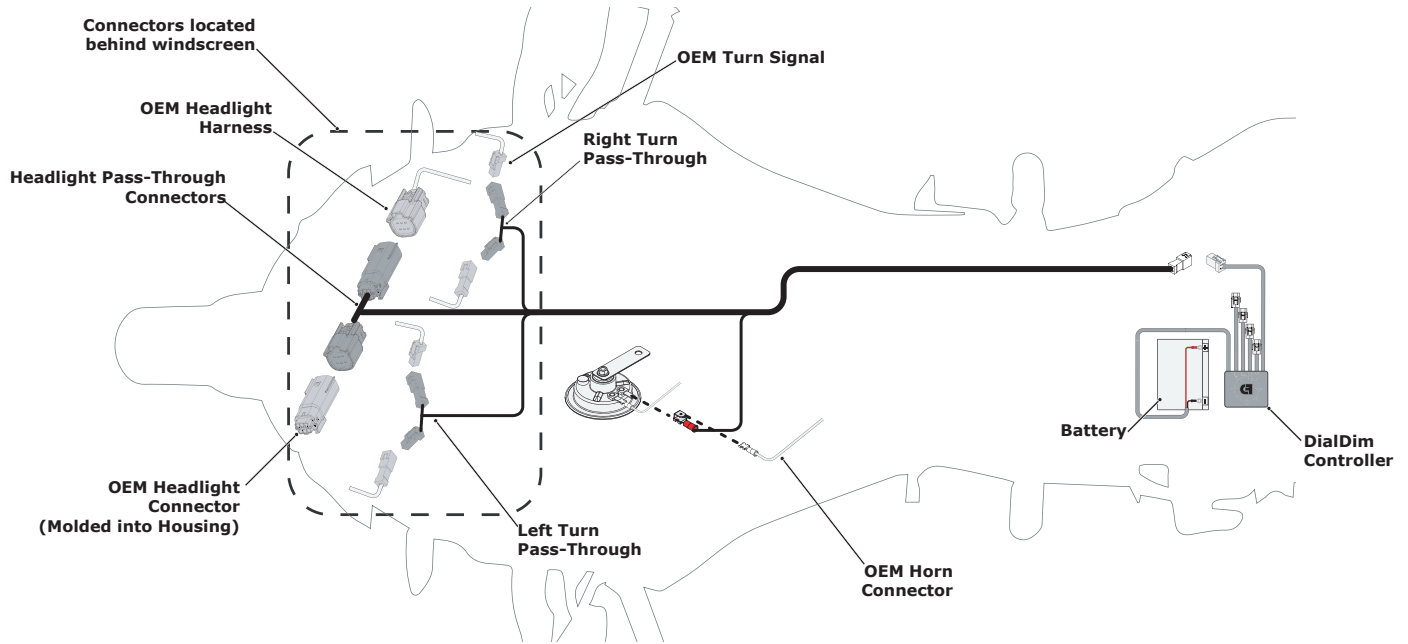 Connectors located
behind windscreen
OEM Turn Signal
OEM Headlight
Harness
Right Turn
Pass-Through
Headlight Pass-Through
Connectors
Battery
DialDim
Controller
OEM Headlight
Connector
(Molded into Housing)
Left Turn
Pass-Through
OEM Horn
Connector